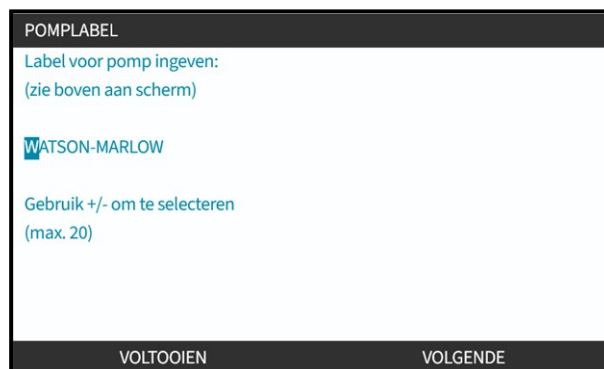 POMPLABEL
Label voor pomp ingeven:
(zie boven aan scherm)
WATSON-MARLOW
Gebruik +/- om te selecteren
(max. 20)
VOLTOOIEN VOLGENDE